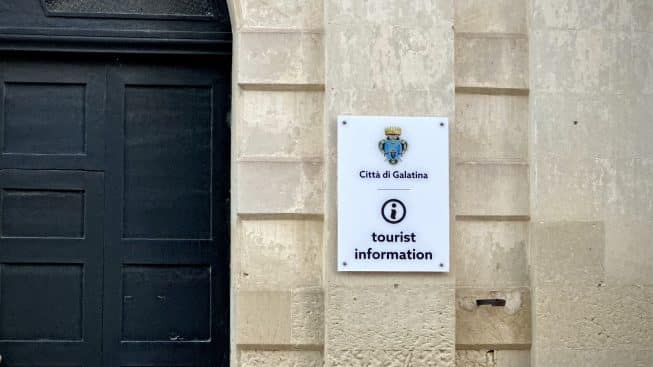 Città di Galatina
i
tourist
information